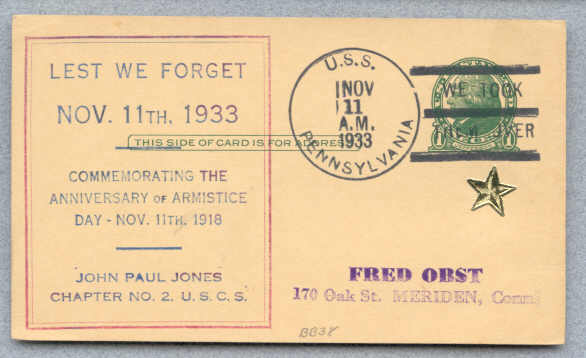 LEST WE FORGET
NOV. 11TH. 1933
THIS SIDE OF CARD IS FOR ADDRESS
COMMEMORATING THE
ANNIVERSARY OF ARMISTICE
DAY - NOV. 11TH. 1918
JOHN PAUL JONES
CHAPTER NO. 2. U.S.C.S.
U.S.S.
NOV
11
A.M.
1933
PENNSYLVANIA
WE TOOK
THEM OVER
FRED OBST
170 Oak St. MERIDEN, Conn
BB38